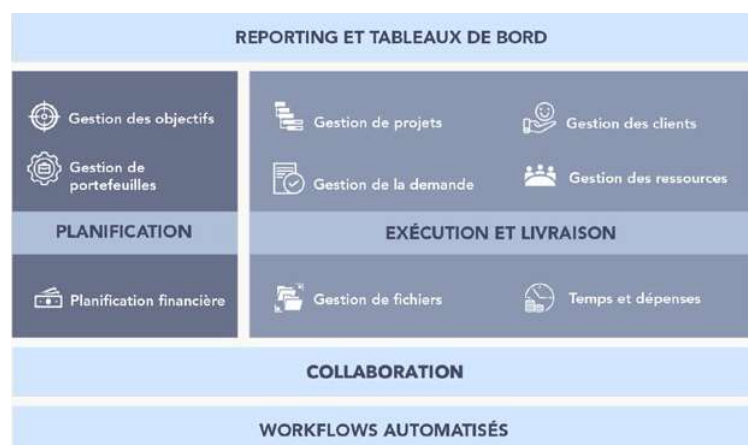 REPORTING ET TABLEAUX DE BORD
Gestion des objectifs
Gestion de
portefeuilles
PLANIFICATION
Planification financière
Gestion de projets
Gestion des clients
Gestion de la demande
Gestion des ressources
EXÉCUTION ET LIVRAISON
Gestion de fichiers
Temps et dépenses
COLLABORATION
WORKFLOWS AUTOMATISÉS